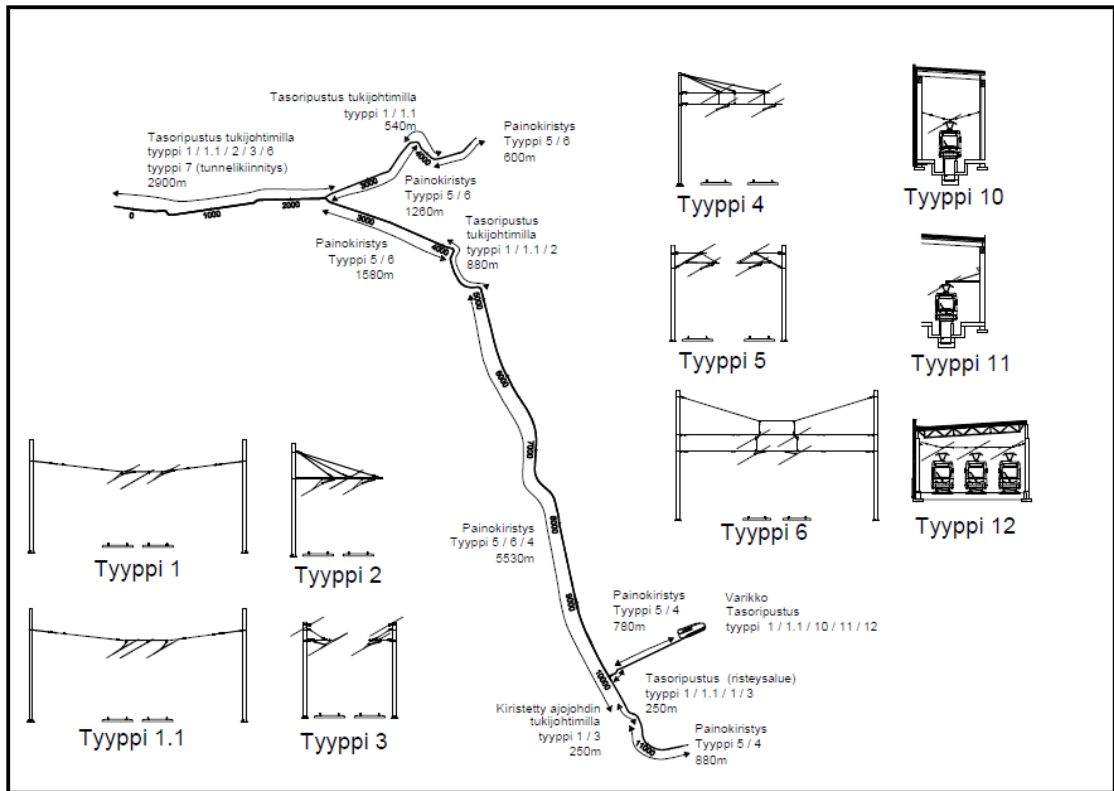 Tasoripustus tukijohtimilla
tyyppi 1 / 1.1 / 2 / 3 / 6
tyyppi 7 (tunnelikiinnitys)
2900m
Tasoripustus tukijohtimilla
tyyppi 1 / 1.1
540m
Painokiristys
Tyyppi 5 / 6
600m
Painokiristys
Tyyppi 5 / 6
1260m
Painokiristys
Tyyppi 5 / 6
1580m
Tasoripustus
tukijohtimilla
tyyppi 1 / 1.1 / 2
880m
0
1000
2000
3000
4000
3000
4000
5000
6000
7000
8000
9000
10000
11000
Painokiristys
Tyyppi 5 / 6 / 4
5530m
Painokiristys
Tyyppi 5 / 4
780m
Varikko
Tasoripustus
tyyppi 1 / 1.1 / 10 / 11 / 12
Tasoripustus (risteysalue)
tyyppi 1 / 1.1 / 1 / 3
250m
Kiristetty ajojohdin
tukijohtimilla
tyyppi 1 / 3
250m
Painokiristys
Tyyppi 5 / 4
880m
Tyyppi 1
Tyyppi 2
Tyyppi 1.1
Tyyppi 3
Tyyppi 4
Tyyppi 10
Tyyppi 5
Tyyppi 11
Tyyppi 6
Tyyppi 12